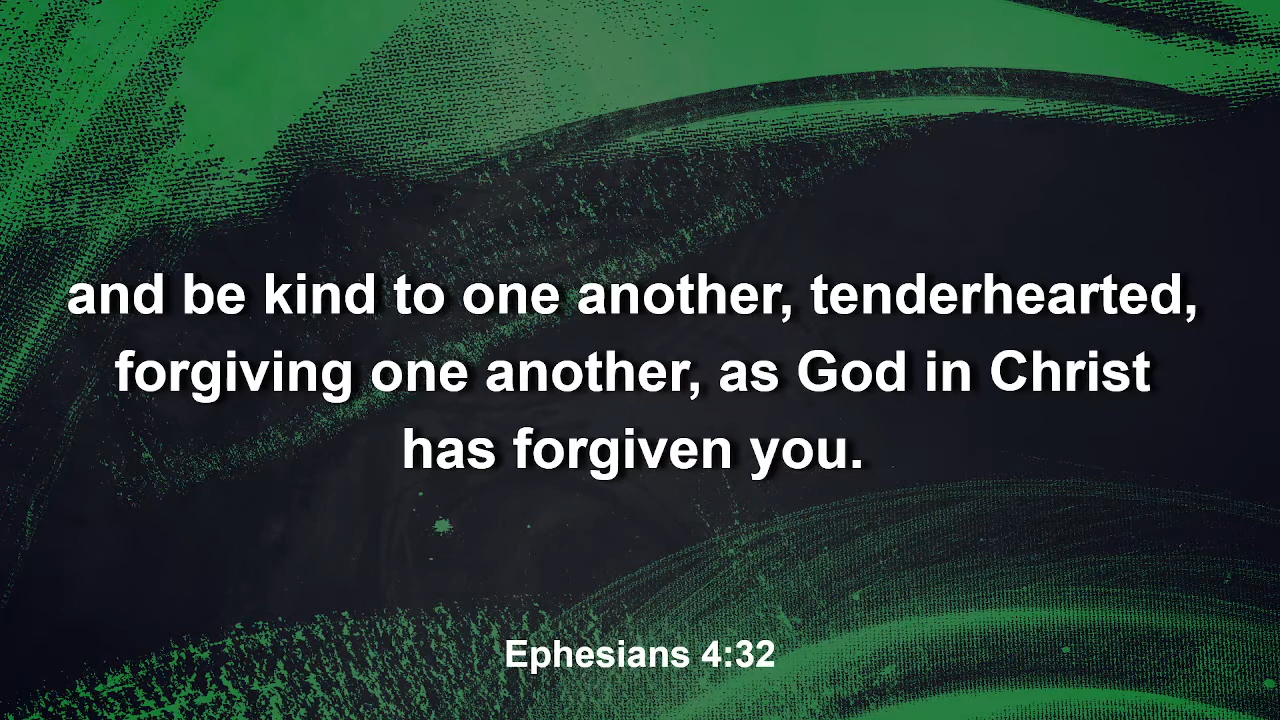 and be kind to one another, tenderhearted,
forgiving one another, as God in Christ
has forgiven you.
Ephesians 4:32